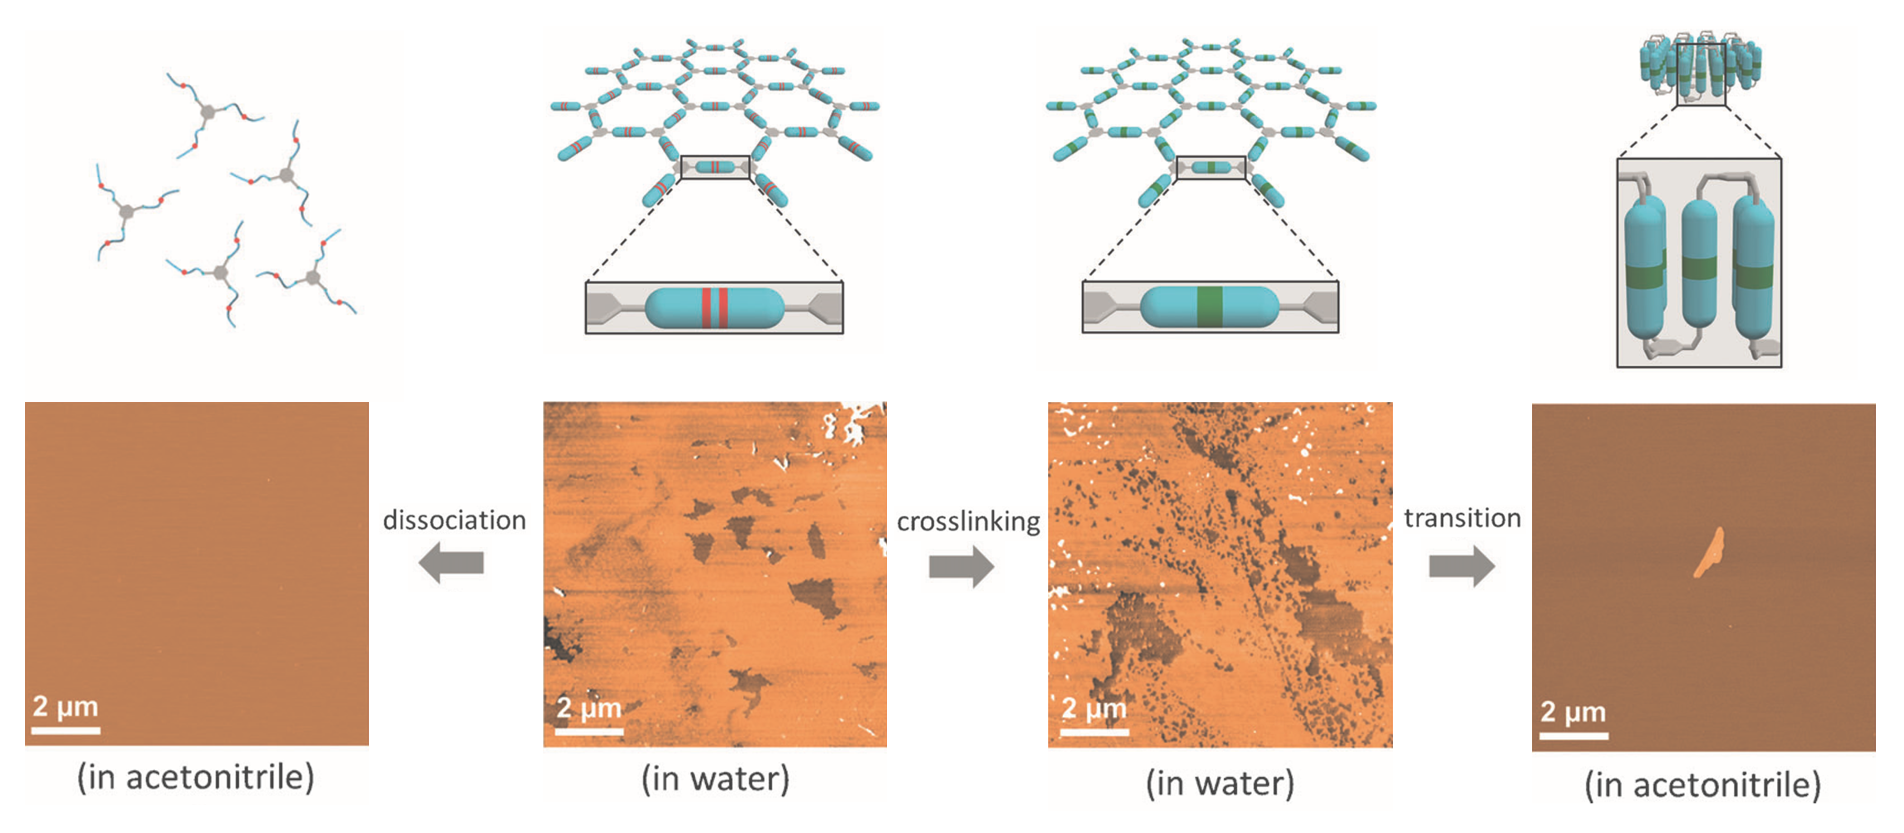 dissociation
crosslinking
transition
2 μm
2 μm
2 μm
2 μm
(in acetonitrile)
(in water)
(in water)
(in acetonitrile)